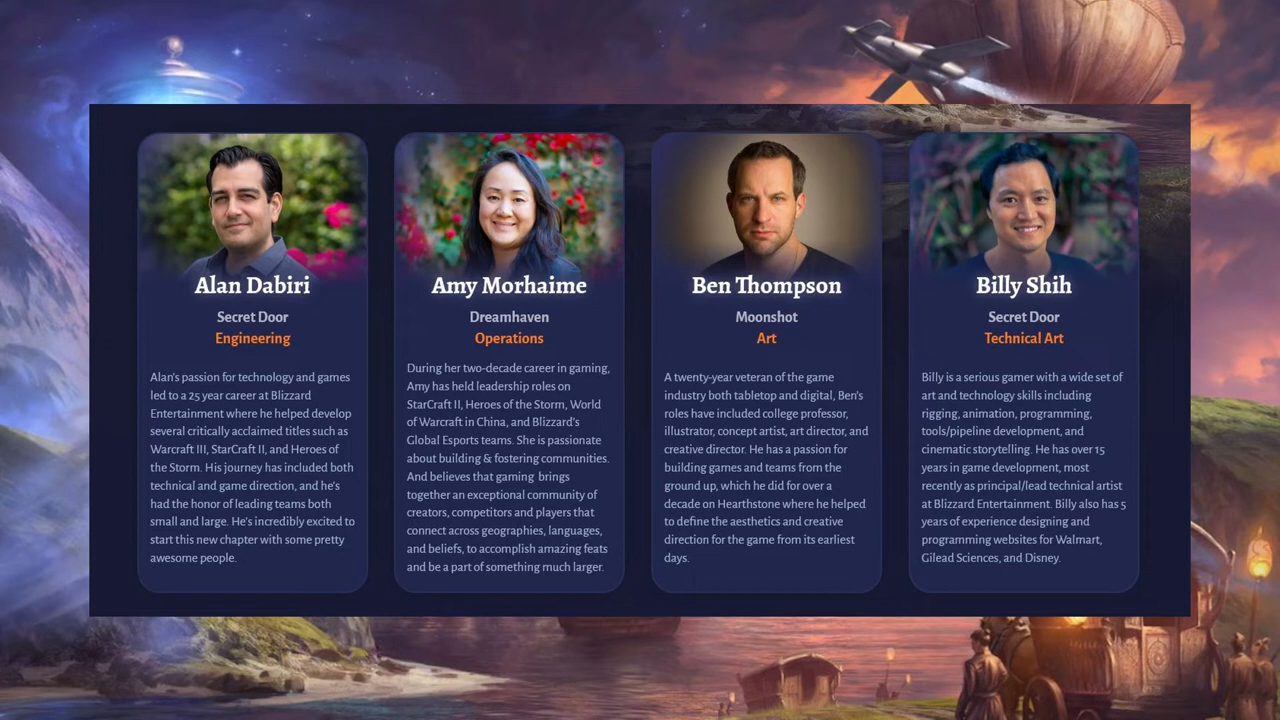 Alan Dabiri
Secret Door
Engineering
Alan's passion for technology and games
led to a 25 year career at Blizzard
Entertainment where he helped develop
several critically acclaimed titles such as
Warcraft III, StarCraft II, and Heroes of
the Storm. His journey has included both
technical and game direction, and he's
had the honor of leading teams both
small and large. He's incredibly excited to
start this new chapter with some pretty
awesome people.
Amy Morhaime
Dreamhaven
Operations
During her two-decade career in gaming,
Amy has held leadership roles on
StarCraft II, Heroes of the Storm, World
of Warcraft in China, and Blizzard's
Global Esports teams. She is passionate
about building & fostering communities.
And believes that gaming brings
together an exceptional community of
creators, competitors and players that
connect across geographies, languages,
and beliefs, to accomplish amazing feats
and be a part of something much larger.
Ben Thompson
Moonshot
Art
A twenty-year veteran of the game
industry both tabletop and digital, Ben's
roles have included college professor,
illustrator, concept artist, art director, and
creative director. He has a passion for
building games and teams from the
ground up, which he did for over a
decade on Hearthstone where he helped
to define the aesthetics and creative
direction for the game from its earliest
days.
Billy Shih
Secret Door
Technical Art
Billy is a serious gamer with a wide set of
art and technology skills including
rigging, animation, programming,
tools/pipeline development, and
cinematic storytelling. He has over 15
years in game development, most
recently as principal/lead technical artist
at Blizzard Entertainment. Billy also has 5
years of experience designing and
programming websites for Walmart,
Gilead Sciences, and Disney.